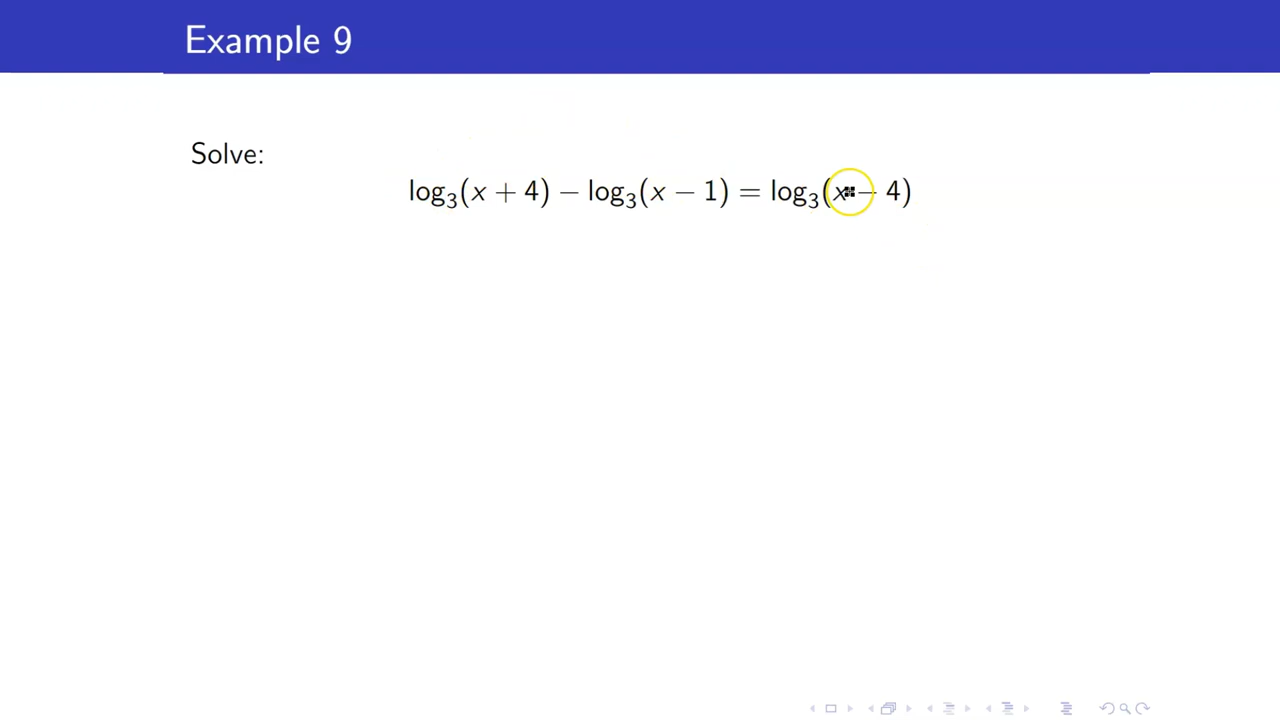 Example 9
Solve:
log₃(x + 4) − log₃(x − 1) = log₃(x − 4)